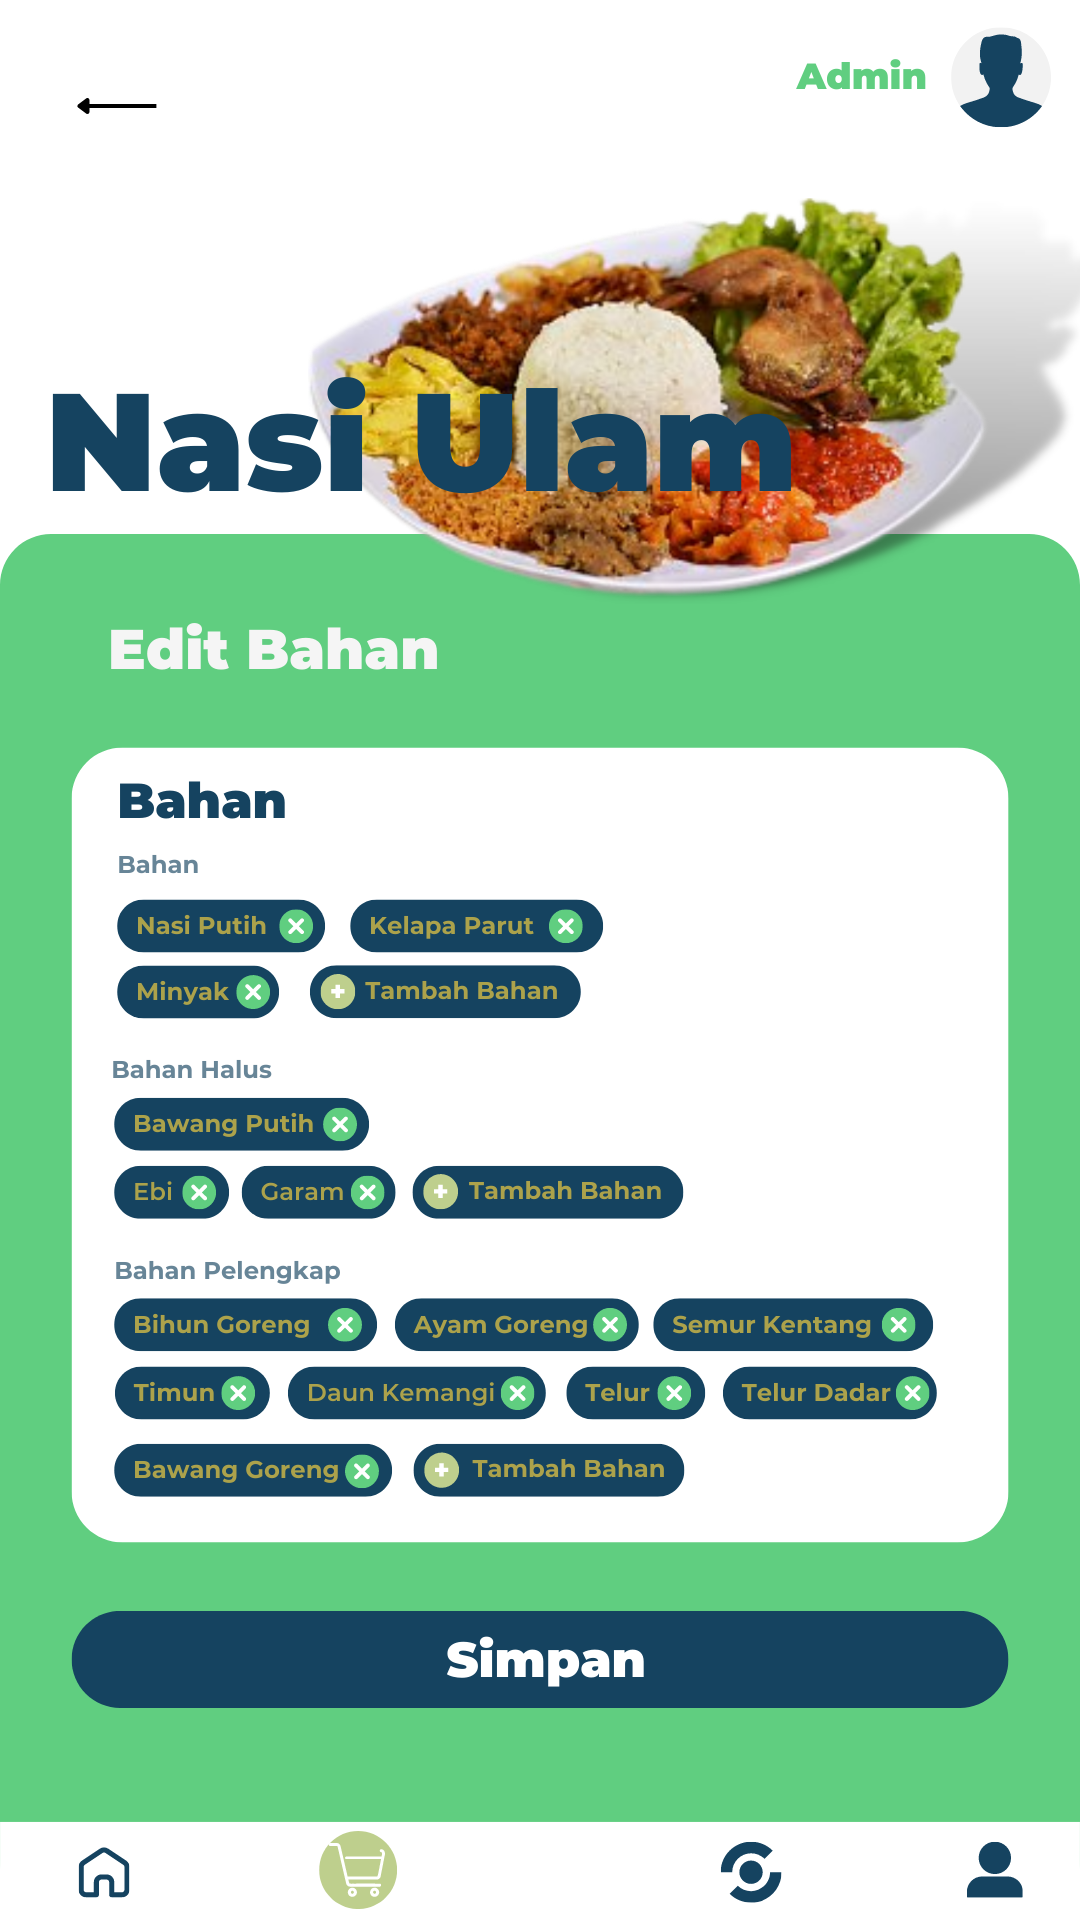 Admin
Nasi Ulam
Edit Bahan
Bahan
Bahan
Nasi Putih Kelapa Parut
Minyak Tambah Bahan
Bahan Halus
Bawang Putih
Ebi Garam Tambah Bahan
Bahan Pelengkap
Bihun Goreng Ayam Goreng Semur Kentang
Timun Daun Kemangi Telur Telur Dadar
Bawang Goreng Tambah Bahan
Simpan